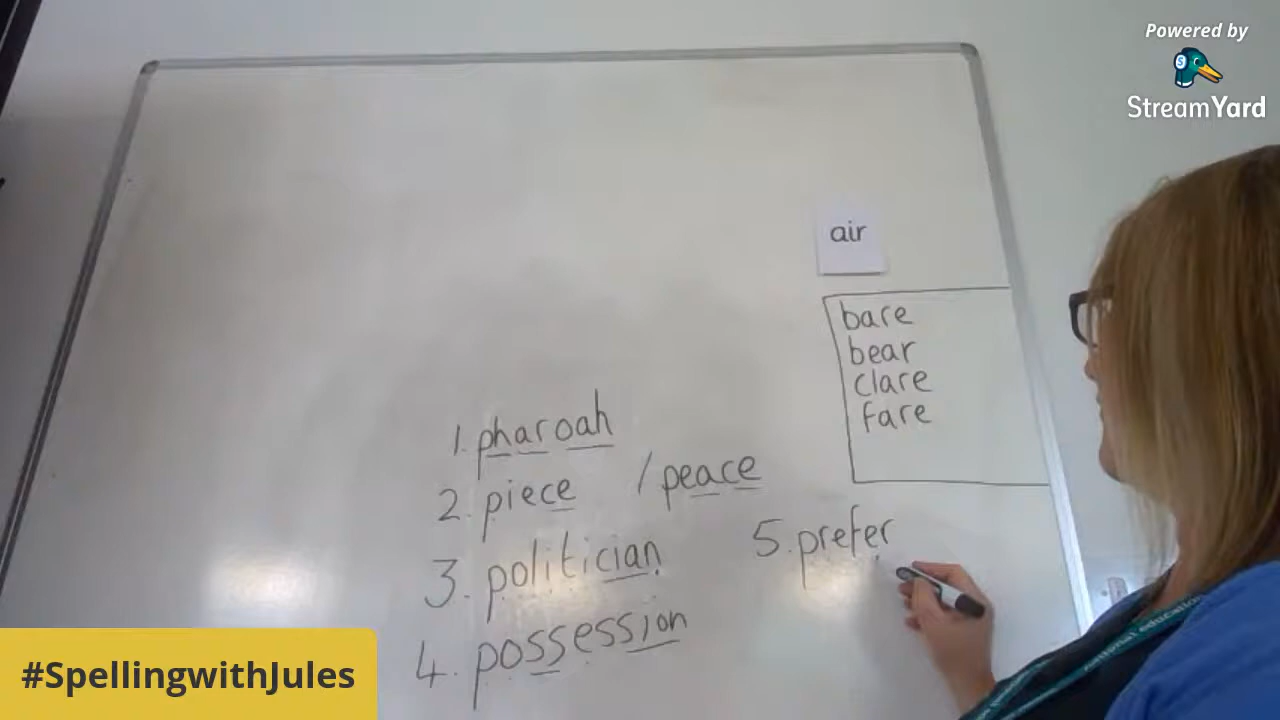 Powered by
StreamYard
air
bare
bear
clare
fare
1. pharoah
2. piece / peace
3. politician
4. possession
5. prefer
#SpellingwithJules